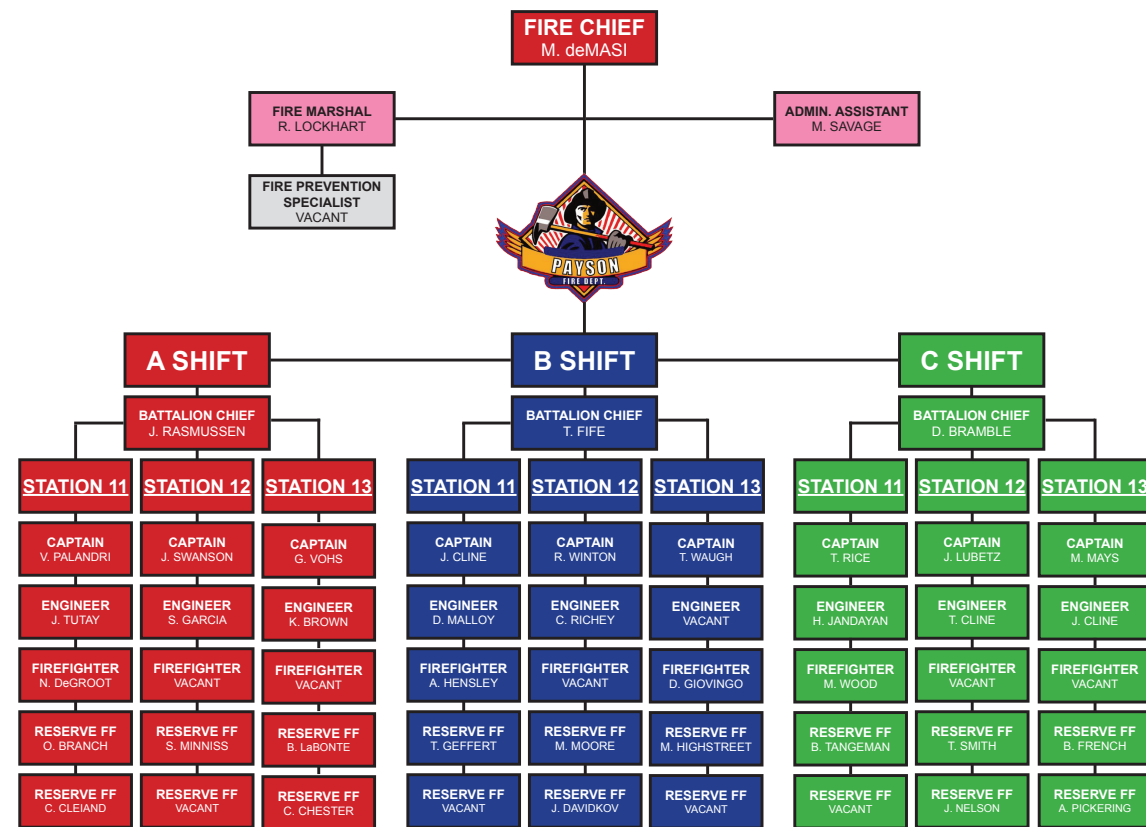 FIRE CHIEF
M. deMASI
FIRE MARSHAL
R. LOCKHART
ADMIN. ASSISTANT
M. SAVAGE
FIRE PREVENTION
SPECIALIST
VACANT
PAYSON
FIRE DEPT.
A SHIFT
B SHIFT
C SHIFT
BATTALION CHIEF
J. RASMUSSEN
BATTALION CHIEF
T. FIFE
BATTALION CHIEF
D. BRAMBLE
STATION 11
STATION 12
STATION 13
STATION 11
STATION 12
STATION 13
STATION 11
STATION 12
STATION 13
CAPTAIN
V. PALANDRI
CAPTAIN
J. SWANSON
CAPTAIN
G. VOHS
CAPTAIN
J. CLINE
CAPTAIN
R. WINTON
CAPTAIN
T. WAUGH
CAPTAIN
T. RICE
CAPTAIN
J. LUBETZ
CAPTAIN
M. MAYS
ENGINEER
J. TUTAY
ENGINEER
S. GARCIA
ENGINEER
K. BROWN
ENGINEER
D. MALLOY
ENGINEER
C. RICHEY
ENGINEER
VACANT
ENGINEER
H. JANDAYAN
ENGINEER
T. CLINE
ENGINEER
J. CLINE
FIREFIGHTER
N. DeGROOT
FIREFIGHTER
VACANT
FIREFIGHTER
VACANT
FIREFIGHTER
A. HENSLEY
FIREFIGHTER
VACANT
FIREFIGHTER
D. GIOVINGO
FIREFIGHTER
M. WOOD
FIREFIGHTER
VACANT
FIREFIGHTER
VACANT
RESERVE FF
O. BRANCH
RESERVE FF
S. MINNISS
RESERVE FF
B. LaBONTE
RESERVE FF
T. GEFFERT
RESERVE FF
M. MOORE
RESERVE FF
M. HIGHSTREET
RESERVE FF
B. TANGEMAN
RESERVE FF
T. SMITH
RESERVE FF
B. FRENCH
RESERVE FF
C. CLEIAND
RESERVE FF
VACANT
RESERVE FF
C. CHESTER
RESERVE FF
VACANT
RESERVE FF
J. DAVIDKOV
RESERVE FF
VACANT
RESERVE FF
VACANT
RESERVE FF
J. NELSON
RESERVE FF
A. PICKERING